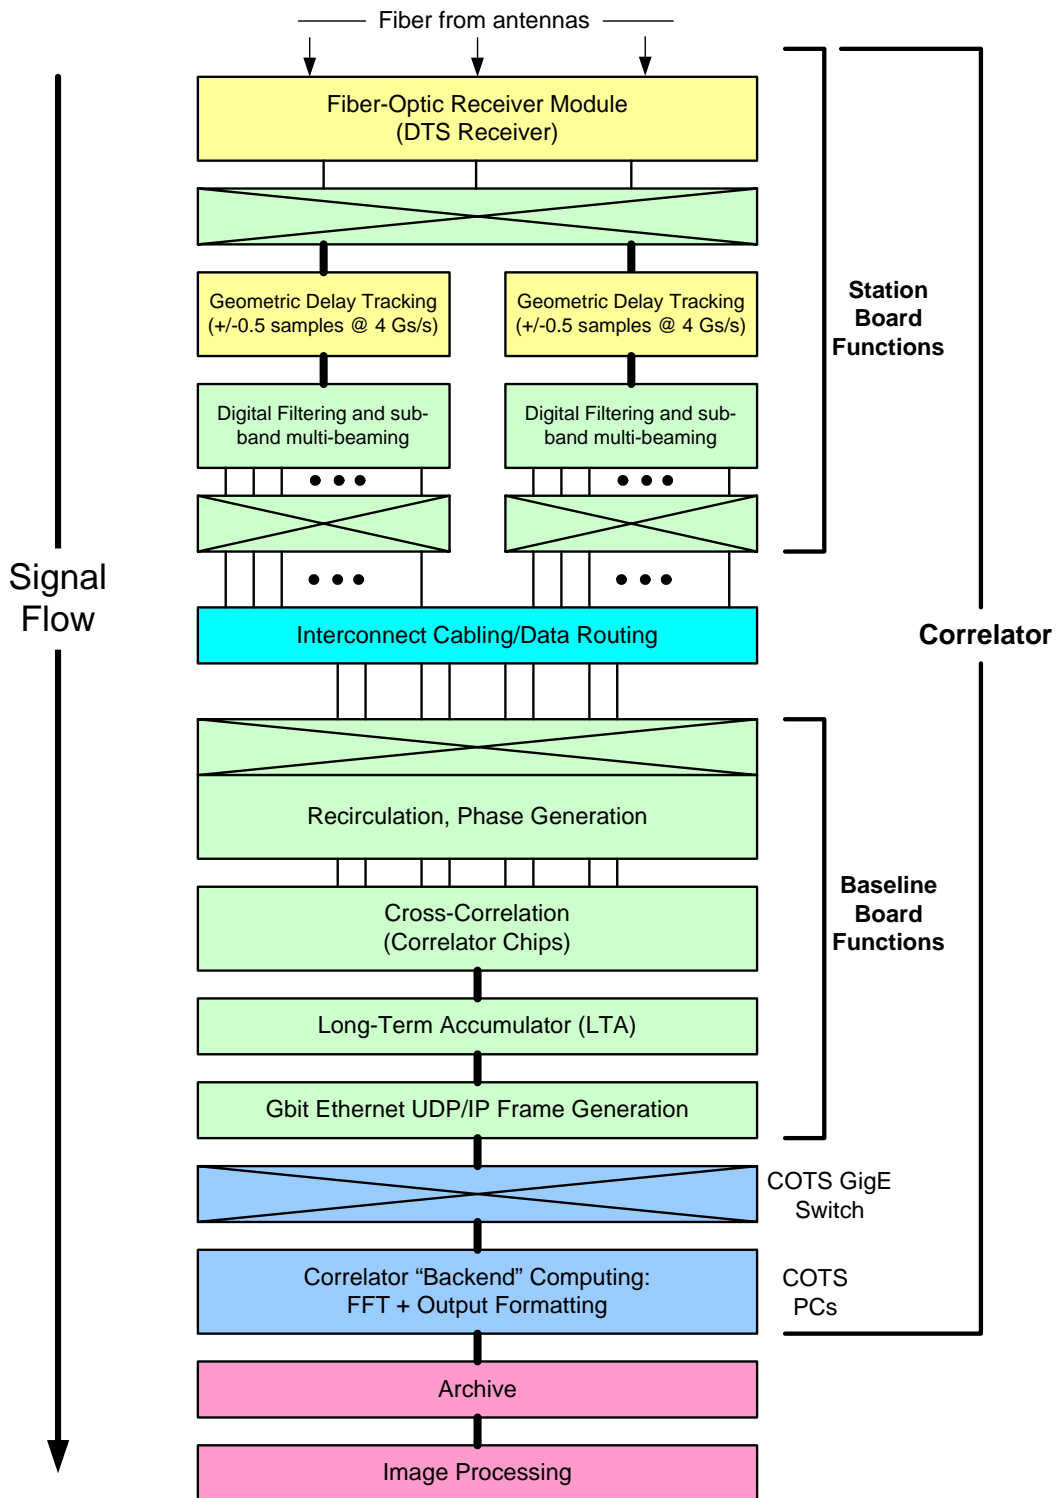 Fiber from antennas
Fiber-Optic Receiver Module
(DTS Receiver)
Geometric Delay Tracking
(+/-0.5 samples @ 4 Gs/s)
Geometric Delay Tracking
(+/-0.5 samples @ 4 Gs/s)
Station
Board
Functions
Digital Filtering and sub-
band multi-beaming
Digital Filtering and sub-
band multi-beaming
Signal
Flow
Interconnect Cabling/Data Routing
Correlator
Recirculation, Phase Generation
Cross-Correlation
(Correlator Chips)
Baseline
Board
Functions
Long-Term Accumulator (LTA)
Gbit Ethernet UDP/IP Frame Generation
COTS GigE
Switch
Correlator “Backend” Computing:
FFT + Output Formatting
COTS
PCs
Archive
Image Processing